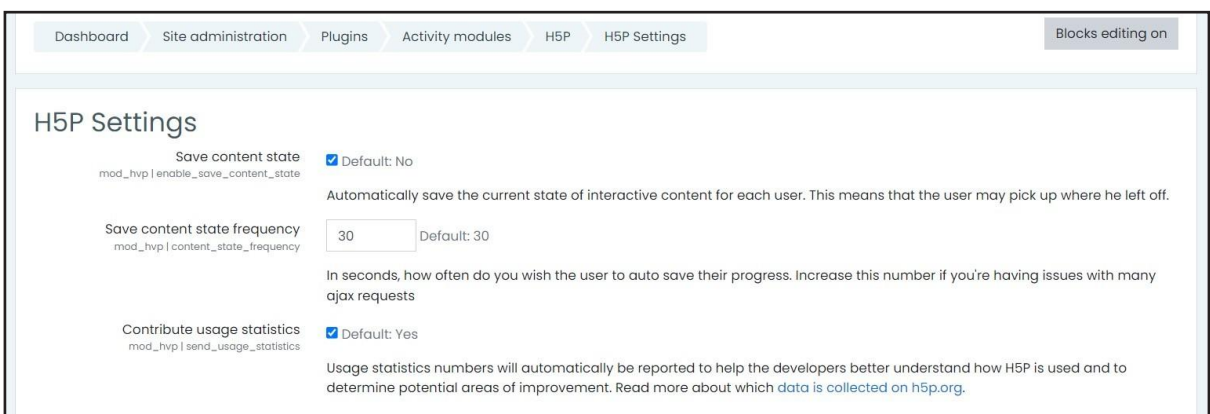 Dashboard Site administration Plugins Activity modules H5P H5P Settings Blocks editing on
H5P Settings
Save content state Default: No
mod_hvp | enable_save_content_state
Automatically save the current state of interactive content for each user. This means that the user may pick up where he left off.
Save content state frequency 30 Default: 30
mod_hvp | content_state_frequency
In seconds, how often do you wish the user to auto save their progress. Increase this number if you're having issues with many
ajax requests
Contribute usage statistics Default: Yes
mod_hvp | send_usage_statistics
Usage statistics numbers will automatically be reported to help the developers better understand how H5P is used and to
determine potential areas of improvement. Read more about which data is collected on h5p.org.